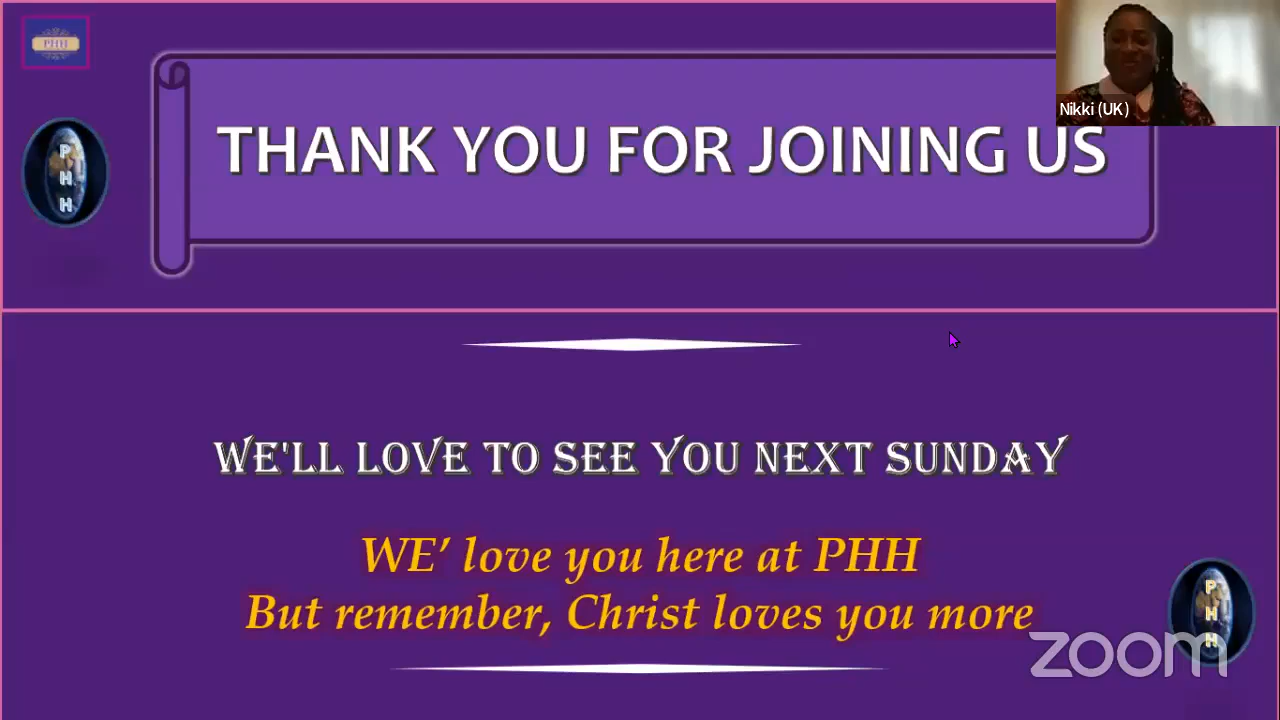 PHH
Nikki (UK)
THANK YOU FOR JOINING US
P
H
H
WE'LL LOVE TO SEE YOU NEXT SUNDAY
WE’ love you here at PHH
But remember, Christ loves you more
P
H
H
zoom